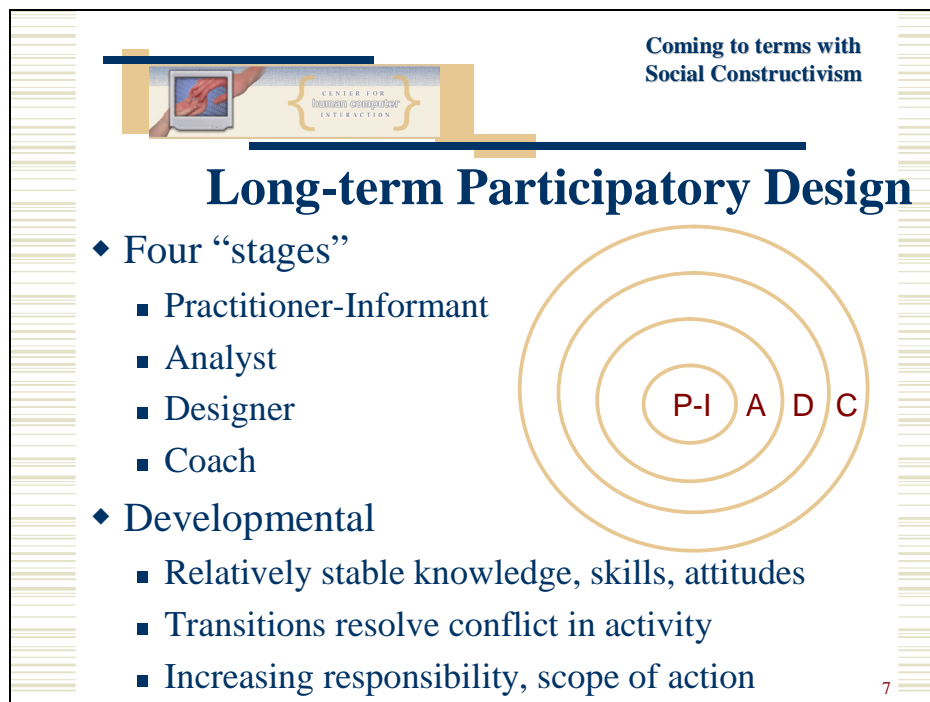 Coming to terms with
Social Constructivism
CENTER FOR
human computer
INTERACTION
Long-term Participatory Design
Four “stages”
Practitioner-Informant
Analyst
Designer
Coach
P-I A D C
Developmental
Relatively stable knowledge, skills, attitudes
Transitions resolve conflict in activity
Increasing responsibility, scope of action
7